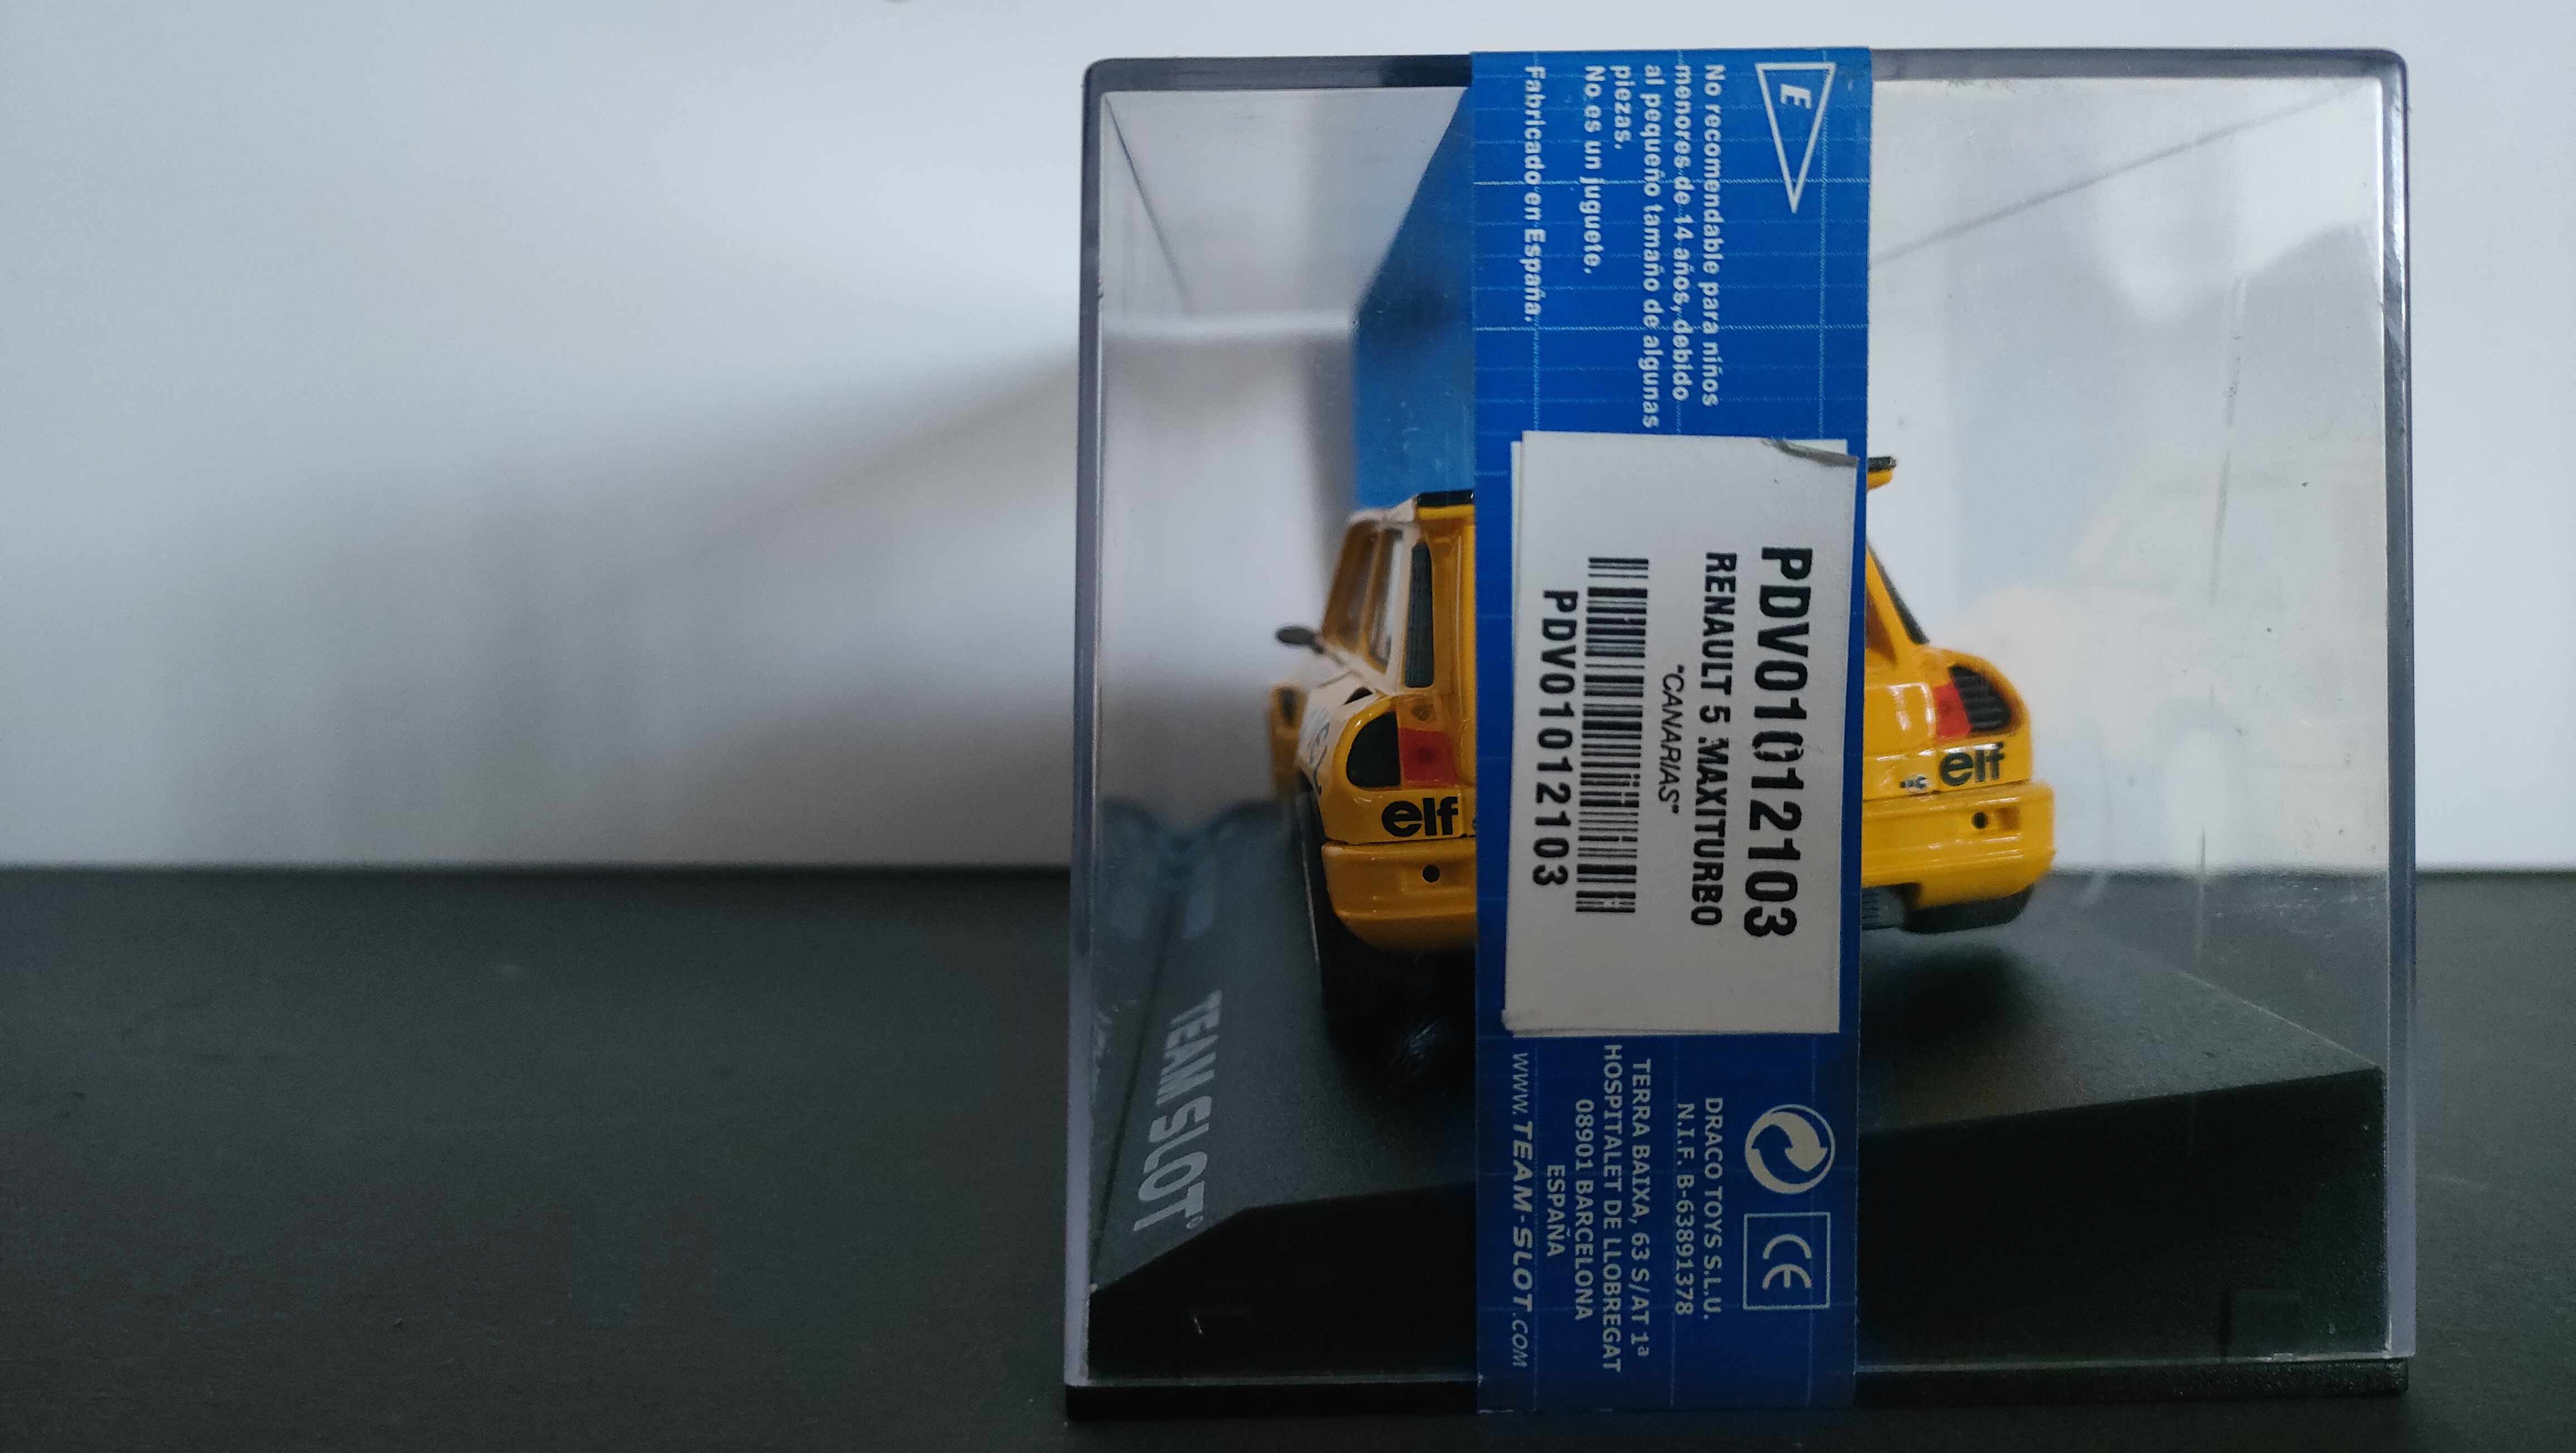 E
No recomendable para niños
menores de 14 años, debido
al pequeño tamaño de algunas
piezas.
No es un juguete.
Fabricado en España.
PDV01012103
RENAULT 5 MAXITURBO
"CANARIAS"
PDV01012103
CE
DRACO TOYS S.L.U.
N.I.F. B-63891378
TERRA BAIXA, 63 S/AT 1ª
HOSPITALET DE LLOBREGAT
08901 BARCELONA
ESPAÑA
WWW.TEAM-SLOT.COM
elf
elf
TEAM SLOT